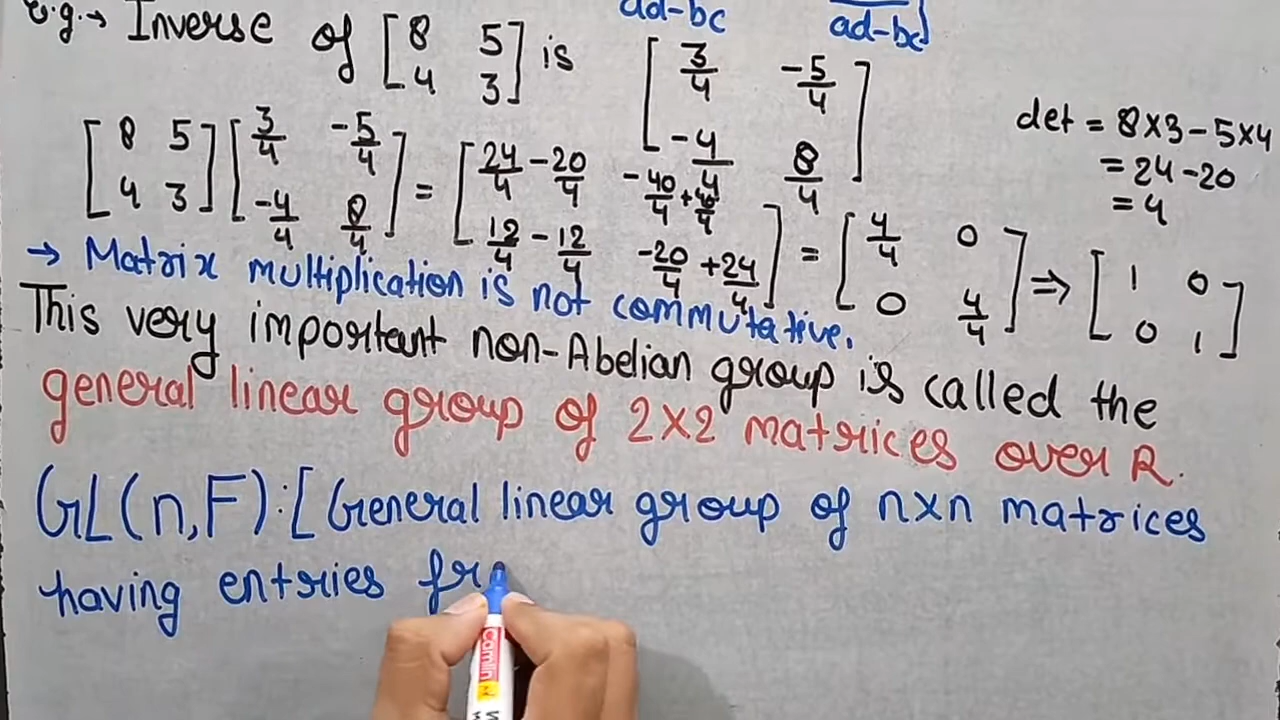 e.g.→ Inverse of [8 5 4 3] is [3/4 -5/4 -4/4 8/4]
ad-bc ad-bc
det = 8×3-5×4
= 24-20
= 4
[8 5 4 3] [3/4 -5/4 -4/4 8/4] = [24/4-20/4 -40/4+40/4 12/4-12/4 -20/4+24/4] = [4/4 0 0 4/4] ⇒ [1 0 0 1]
→ Matrix multiplication is not commutative.
This very important non-Abelian group is called the
general linear group of 2×2 matrices over R.
GL(n,F):[General linear group of n×n matrices
having entries fr
Camlin